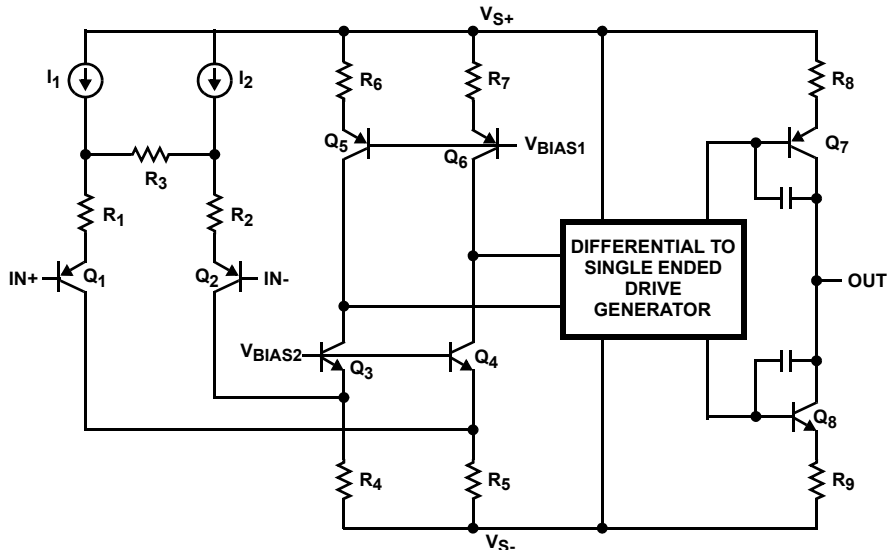 VS+
I1
I2
R6
R7
R8
Q5
Q6
VBIAS1
Q7
R3
R1
R2
DIFFERENTIAL TO
SINGLE ENDED
DRIVE
GENERATOR
IN+
Q1
Q2
IN-
OUT
VBIAS2
Q3
Q4
Q8
R4
R5
R9
VS-